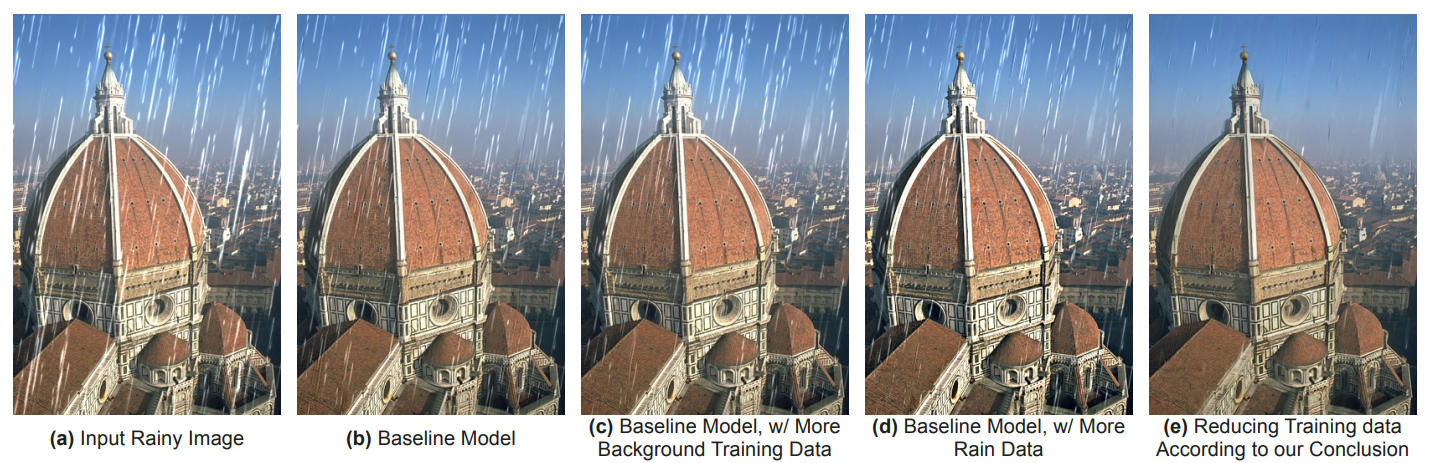 (a) Input Rainy Image
(b) Baseline Model
(c) Baseline Model, w/ More
Background Training Data
(d) Baseline Model, w/ More
Rain Data
(e) Reducing Training data
According to our Conclusion